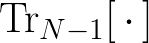 Tr_{N−1}[ · ]